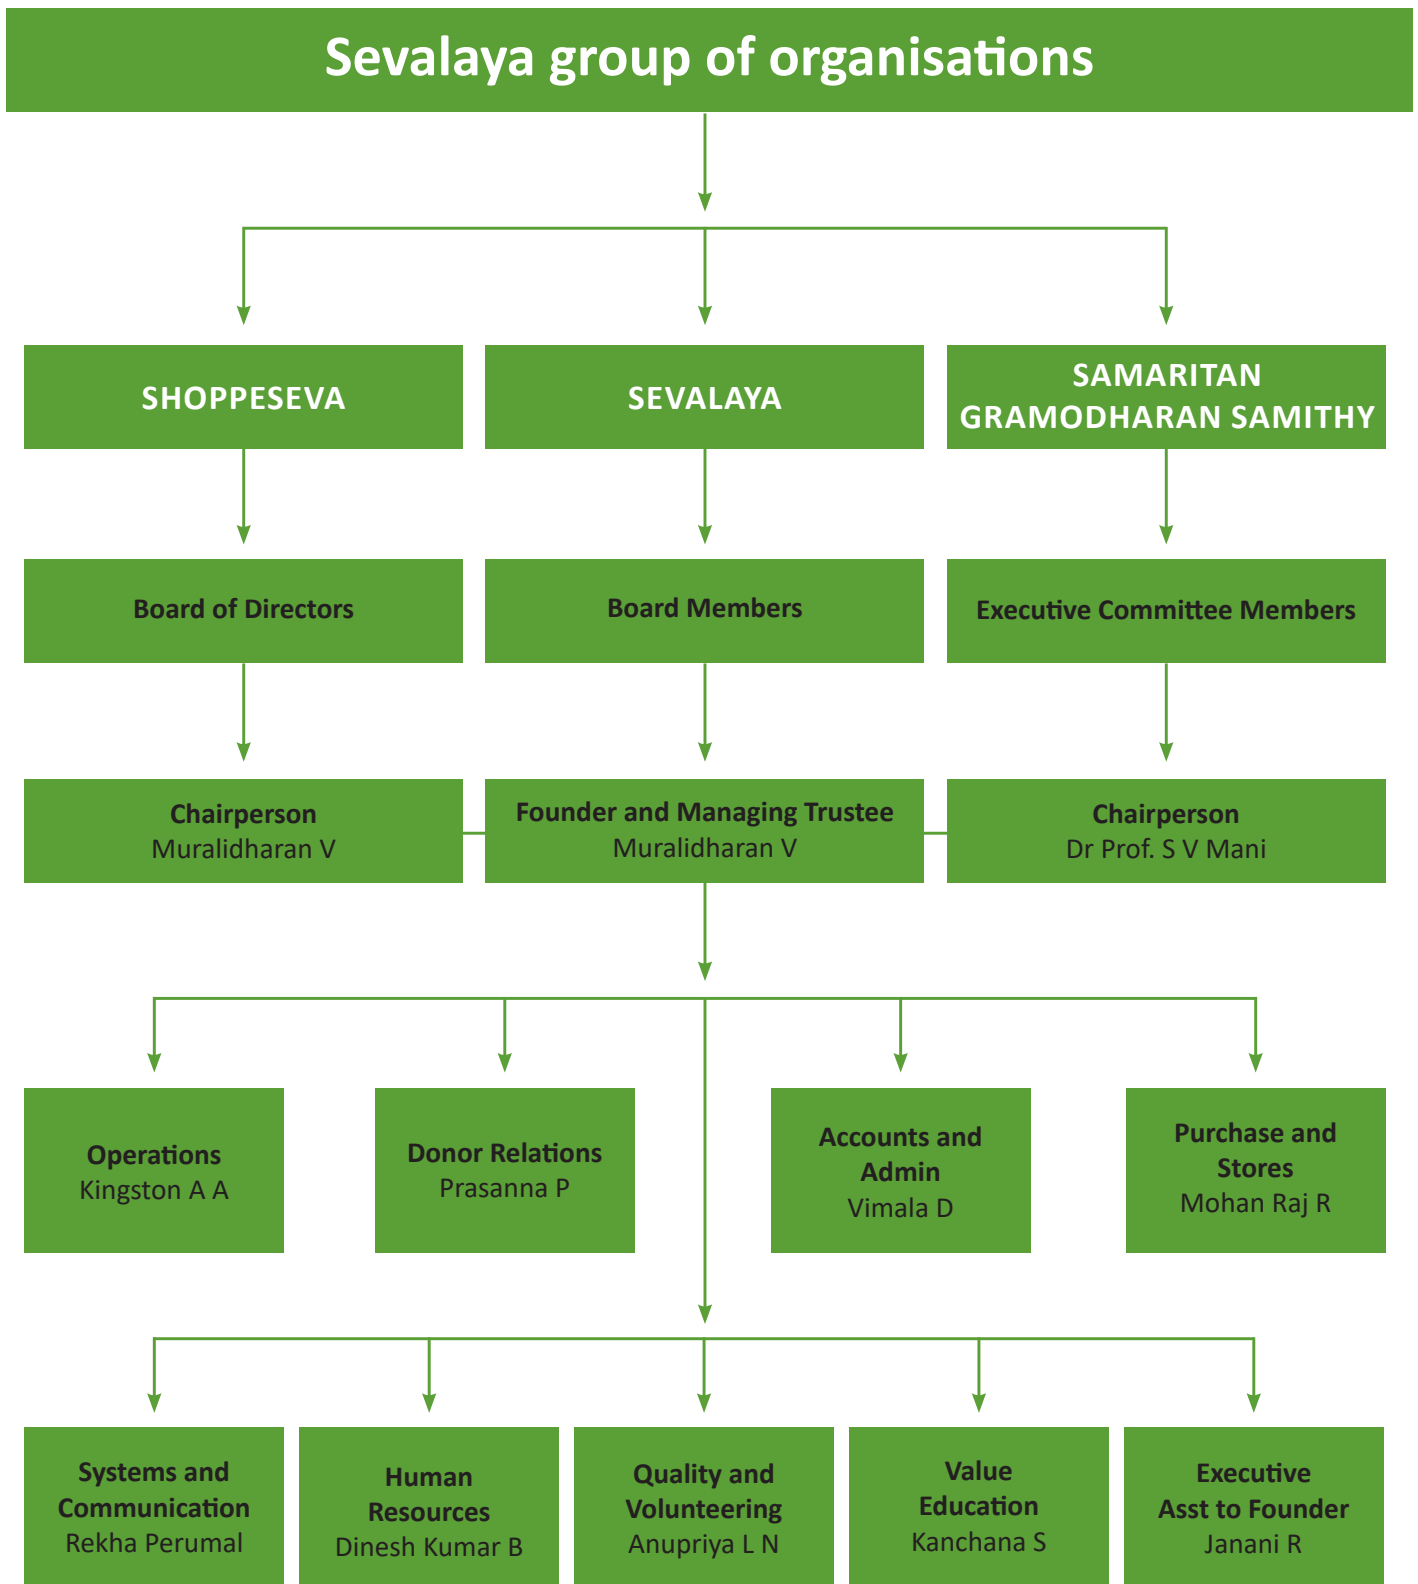 Sevalaya group of organisations
SHOPPESEVA
SEVALAYA
SAMARITAN
GRAMODHARAN SAMITHY
Board of Directors
Board Members
Executive Committee Members
Chairperson
Muralidharan V
Founder and Managing Trustee
Muralidharan V
Chairperson
Dr Prof. S V Mani
Operations
Kingston A A
Donor Relations
Prasanna P
Accounts and
Admin
Vimala D
Purchase and
Stores
Mohan Raj R
Systems and
Communication
Rekha Perumal
Human
Resources
Dinesh Kumar B
Quality and
Volunteering
Anupriya L N
Value
Education
Kanchana S
Executive
Asst to Founder
Janani R